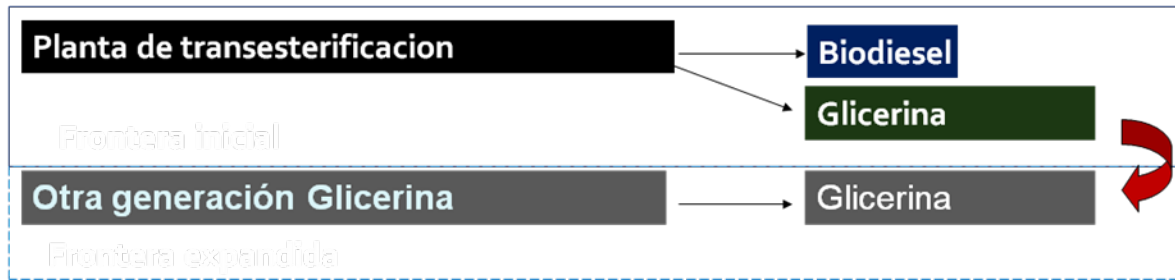 Planta de transesterificacion
Biodiesel
Glicerina
Frontera inicial
Otra generación Glicerina
Glicerina
Frontera expandida